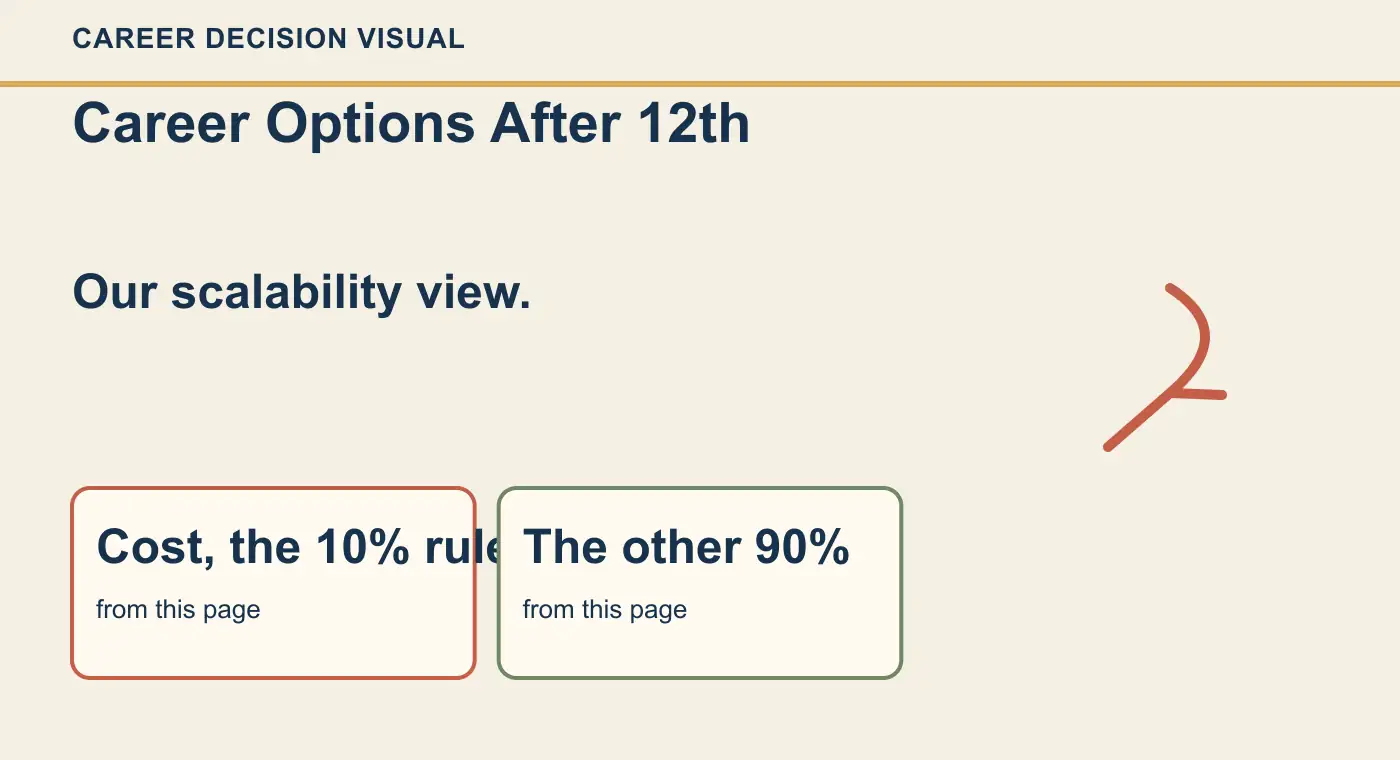 CAREER DECISION VISUAL
Career Options After 12th
Our scalability view.
Cost, the 10% rule
from this page
The other 90%
from this page